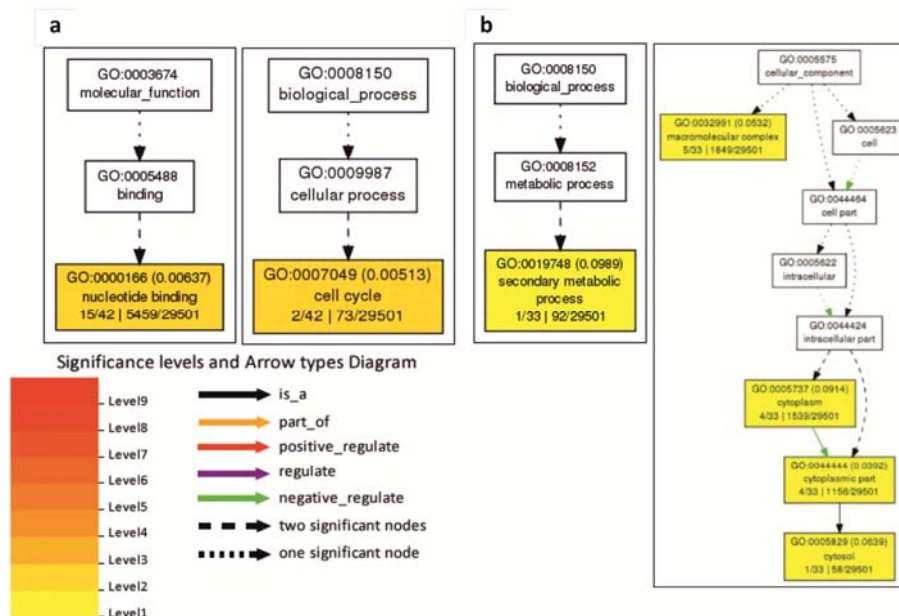 a
GO:0003674
molecular_function
GO:0005488
binding
GO:0000166 (0.00637)
nucleotide binding
15/42 | 5459/29501
GO:0008150
biological_process
GO:0009987
cellular process
GO:0007049 (0.00513)
cell cycle
2/42 | 73/29501
b
GO:0008150
biological_process
GO:0008152
metabolic process
GO:0019748 (0.0989)
secondary metabolic
process
1/33 | 92/29501
GO:0005575
cellular_component
GO:0032991 (0.0532)
macromolecular complex
5/33 | 1849/29501
GO:0005623
cell
GO:0044464
cell part
GO:0005622
intracellular
GO:0044424
intracellular part
GO:0005737 (0.0914)
cytoplasm
4/33 | 1539/29501
GO:0044444 (0.0392)
cytoplasmic part
4/33 | 1156/29501
GO:0005829 (0.0639)
cytosol
1/33 | 58/29501
Significance levels and Arrow types Diagram
Level9
Level8
Level7
Level6
Level5
Level4
Level3
Level2
Level1
is_a
part_of
positive_regulate
regulate
negative_regulate
two significant nodes
one significant node